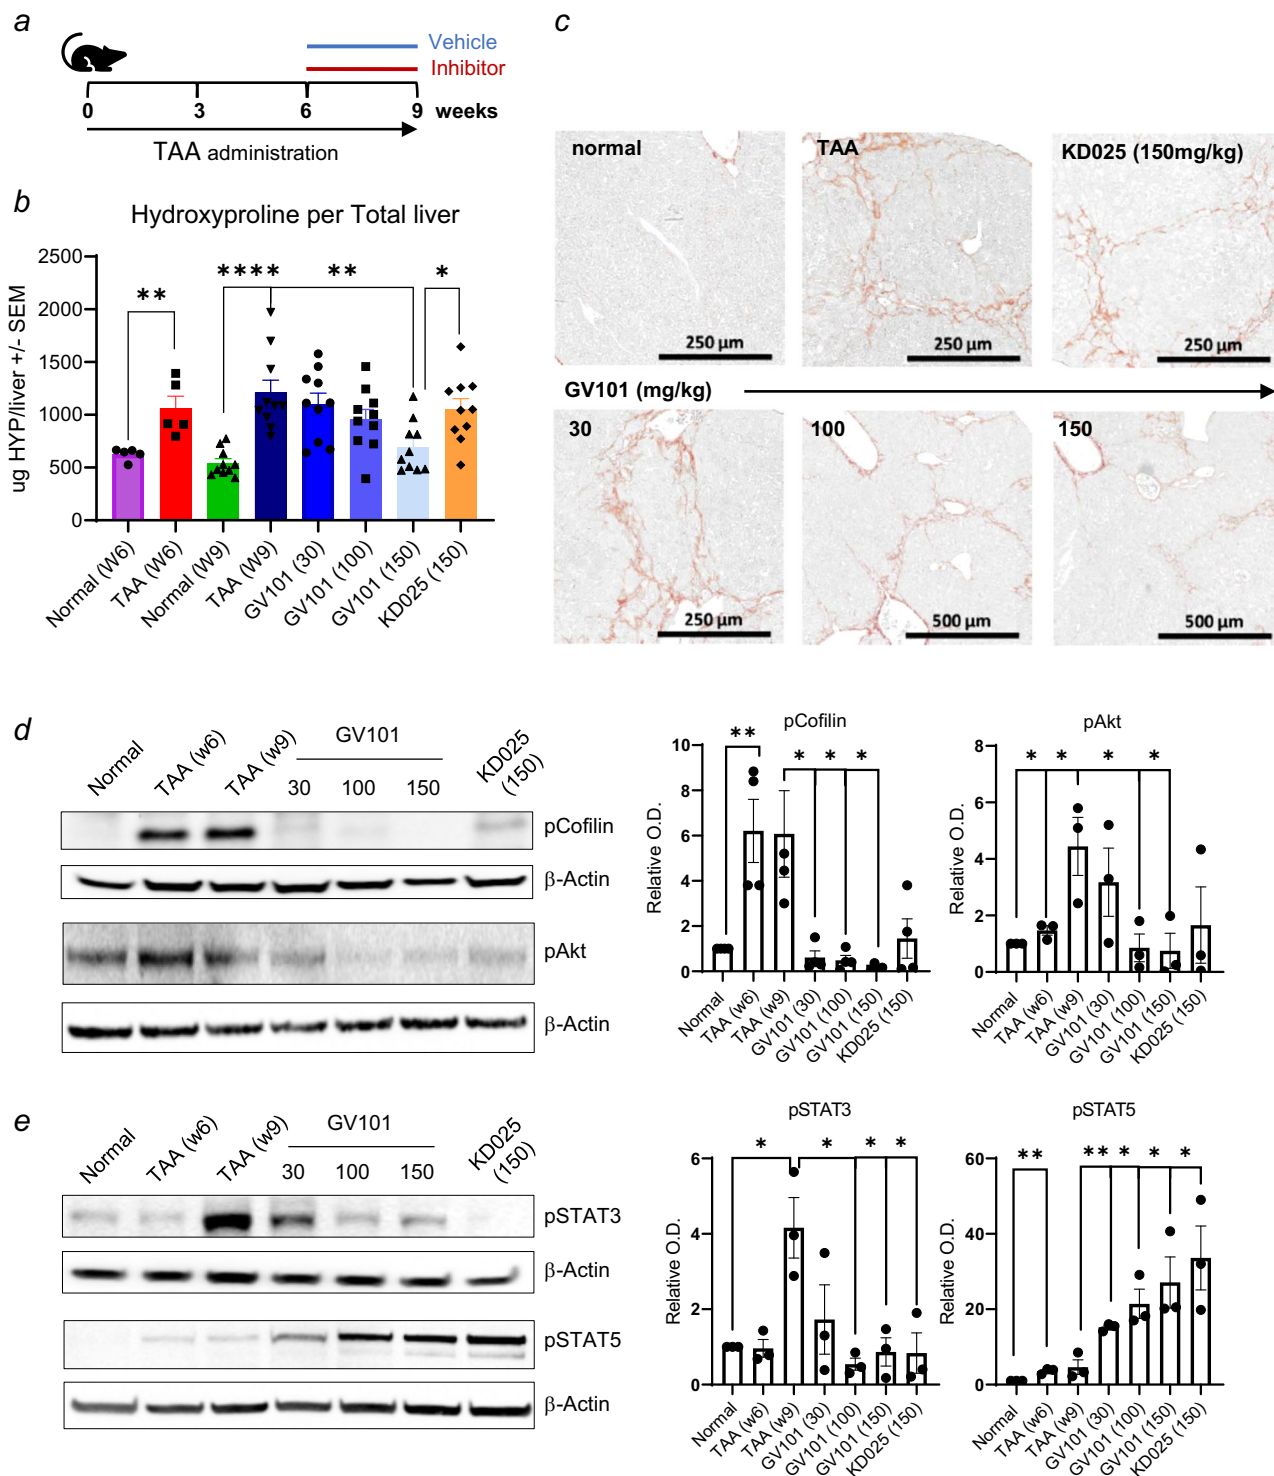 a
Vehicle
Inhibitor
0 3 6 9 weeks
TAA administration
b
Hydroxyproline per Total liver
ug HYP/liver +/- SEM
2500
2000
1500
1000
500
0
** **** ** *
Normal (W6)
TAA (W6)
Normal (W9)
TAA (W9)
GV101 (30)
GV101 (100)
GV101 (150)
KD025 (150)
c
normal
250 µm
TAA
250 µm
KD025 (150mg/kg)
250 µm
GV101 (mg/kg)
30
250 µm
100
500 µm
150
500 µm
d
Normal
TAA (w6)
TAA (w9)
GV101
30 100 150
KD025
(150)
pCofilin
β-Actin
pAkt
β-Actin
pCofilin
Relative O.D.
10
8
6
4
2
0
** * * *
Normal
TAA (w6)
TAA (w9)
GV101 (30)
GV101 (100)
GV101 (150)
KD025 (150)
pAkt
Relative O.D.
8
6
4
2
0
* * * *
Normal
TAA (w6)
TAA (w9)
GV101 (30)
GV101 (100)
GV101 (150)
KD025 (150)
e
Normal
TAA (w6)
TAA (w9)
GV101
30 100 150
KD025
(150)
pSTAT3
β-Actin
pSTAT5
β-Actin
pSTAT3
Relative O.D.
6
4
2
0
* * * *
Normal
TAA (w6)
TAA (w9)
GV101 (30)
GV101 (100)
GV101 (150)
KD025 (150)
pSTAT5
Relative O.D.
60
40
20
0
** ** * * *
Normal
TAA (w6)
TAA (w9)
GV101 (30)
GV101 (100)
GV101 (150)
KD025 (150)